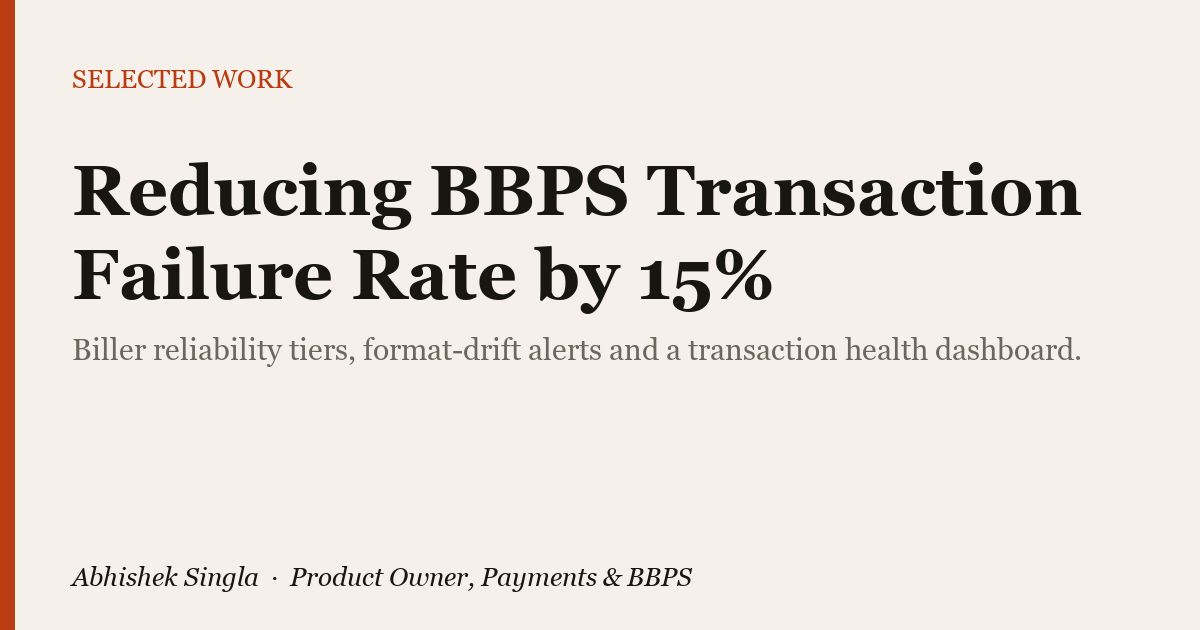 SELECTED WORK
Reducing BBPS Transaction
Failure Rate by 15%
Biller reliability tiers, format-drift alerts and a transaction health dashboard.
Abhishek Singla · Product Owner, Payments & BBPS